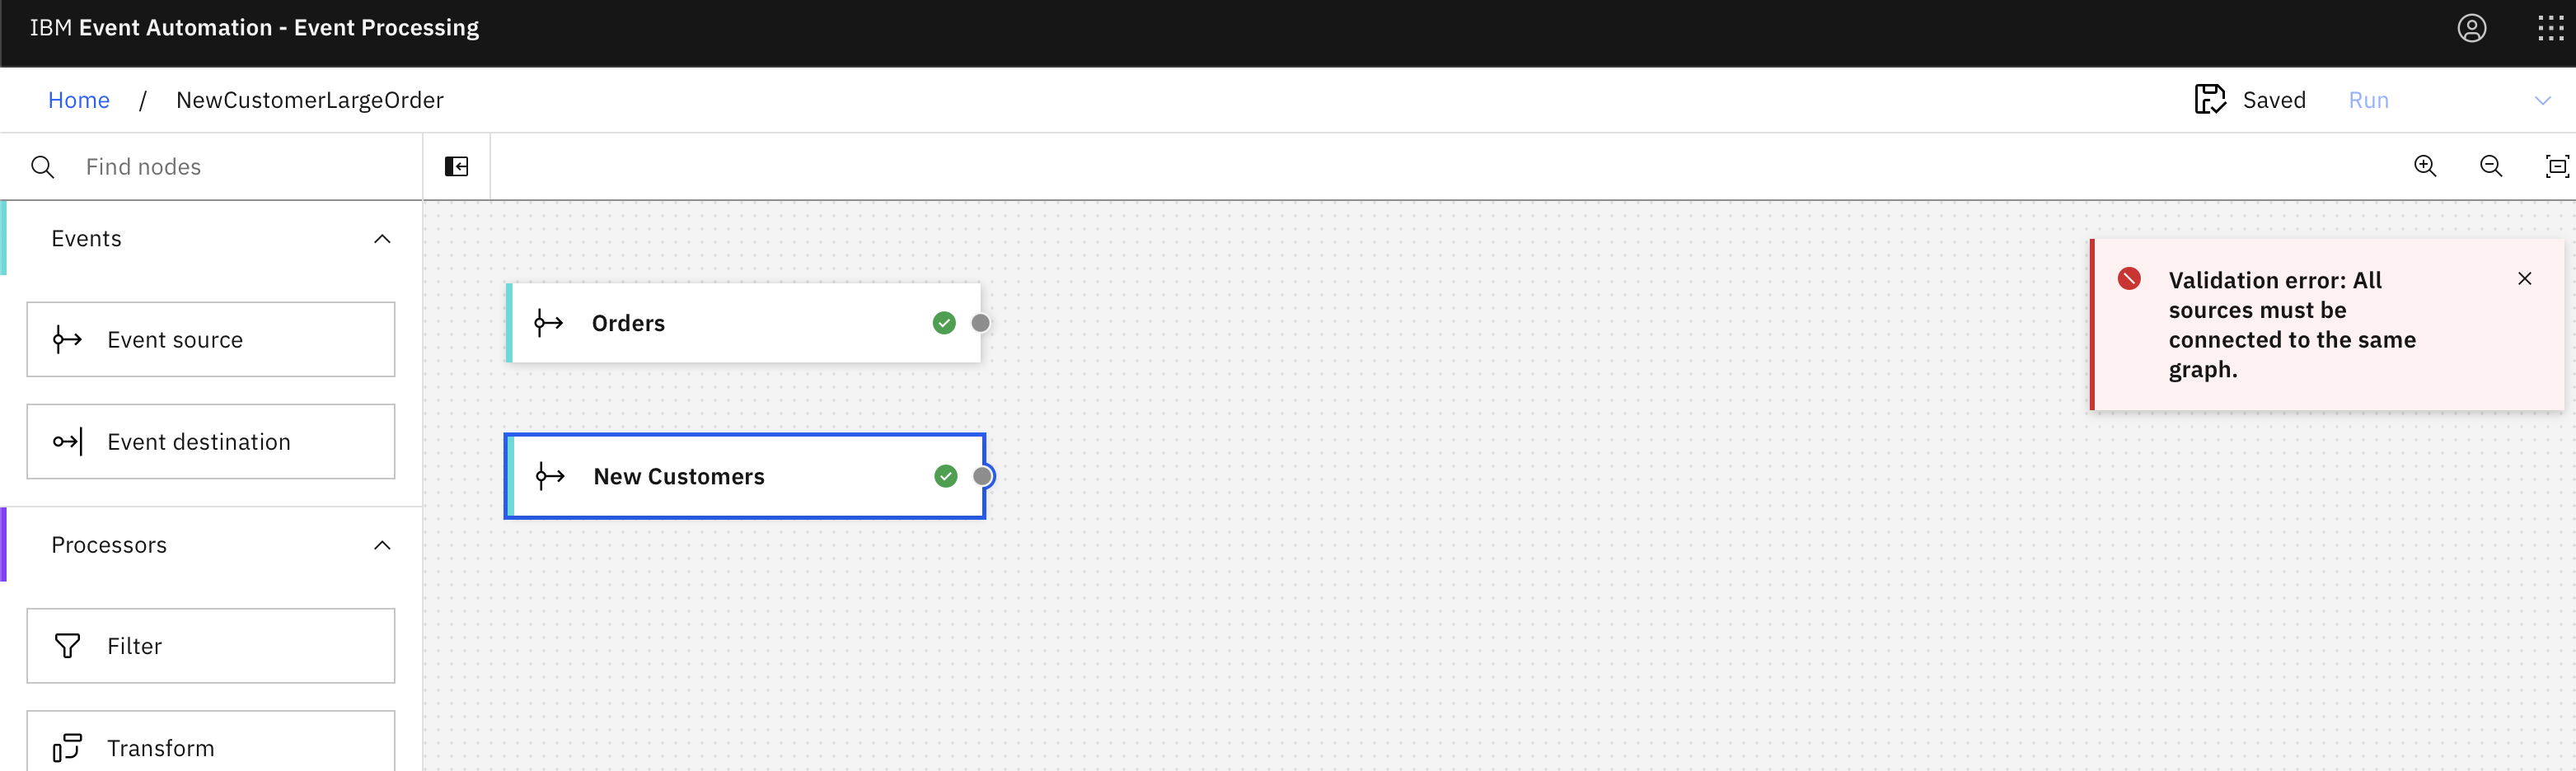 IBM Event Automation - Event Processing
Home / NewCustomerLargeOrder
Saved
Run
Find nodes
Events
Event source
Event destination
Processors
Filter
Transform
Orders
New Customers
Validation error: All
sources must be
connected to the same
graph.